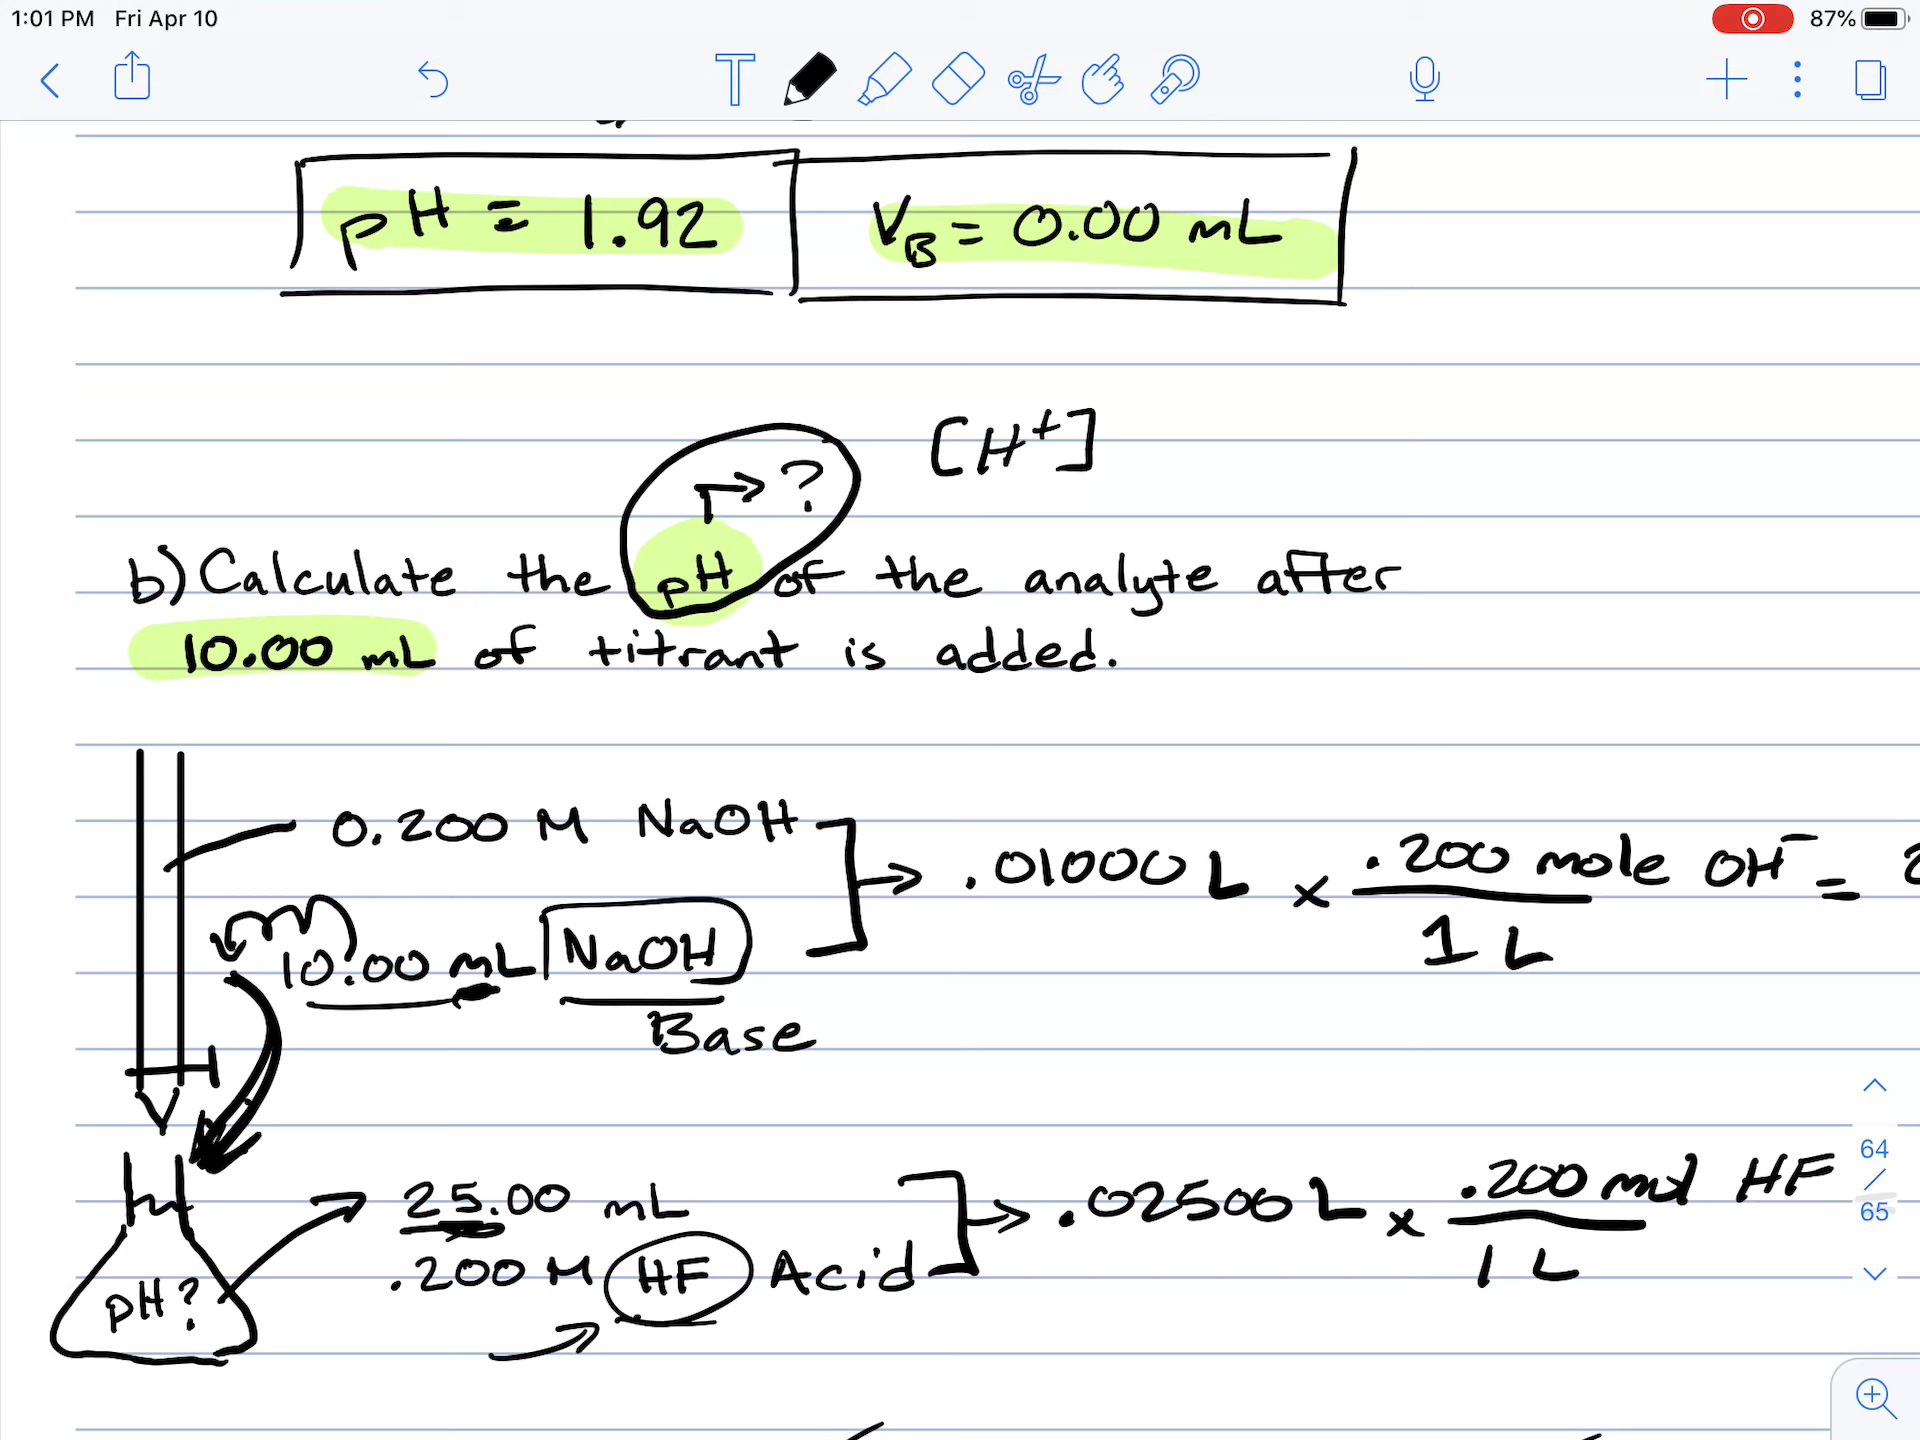 1:01 PM Fri Apr 10 87%
T
pH = 1.92 V_B = 0.00 mL
→ ? [H⁺]
b) Calculate the pH of the analyte after
10.00 mL of titrant is added.
0.200 M NaOH → .01000 L x .200 mole OH⁻ =
1 L
10.00 mL NaOH
Base
64
/
65
25.00 mL → .02500 L x .200 mol HF
1 L
.200 M HF Acid
pH?